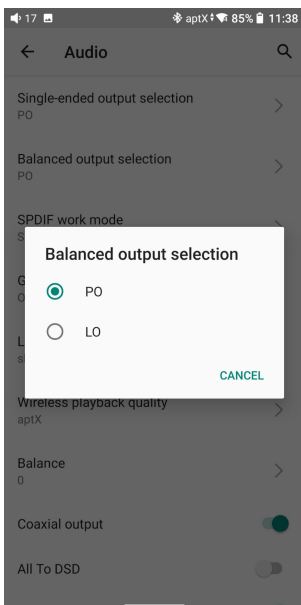 17 aptX 85% 11:38
Audio
Single-ended output selection
PO
Balanced output selection
PO
SPDIF work mode
S
Balanced output selection
G
O
PO
L
LO
si
CANCEL
Wireless playback quality
aptX
Balance
0
Coaxial output
All To DSD